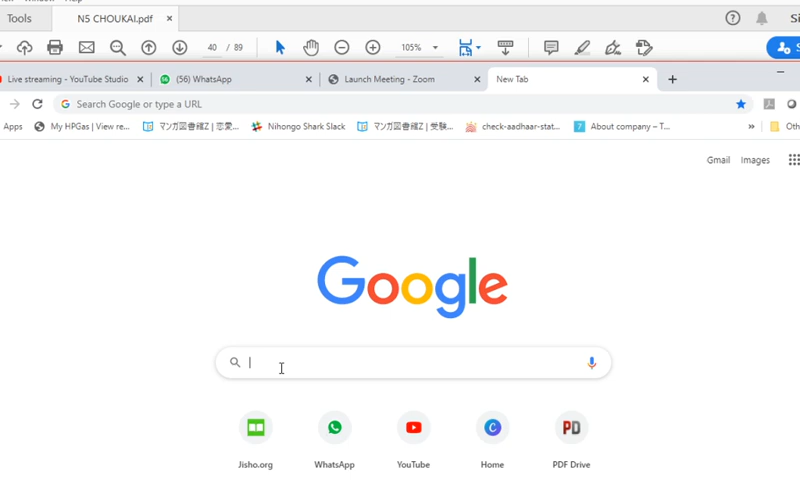 Tools N5 CHOUKAI.pdf ×
40 / 89 105%
Live streaming - YouTube Studio (56) WhatsApp Launch Meeting - Zoom New Tab
Search Google or type a URL
Apps My HPGas | View re... マンガ図書館Z | 恋愛... Nihongo Shark Slack マンガ図書館Z | 受験... check-aadhaar-stat... 7 About company – T... » Oth
Gmail Images
Google
Jisho.org WhatsApp YouTube Home PDF Drive